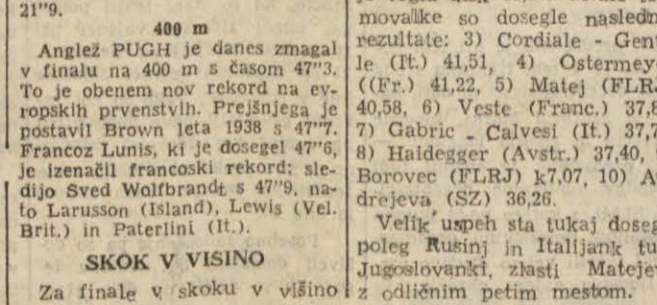 21"9.
400 m
Anglež PUGH je danes zmagal
v finalu na 400 m s časom 47"3.
To je obenem nov rekord na ev-
ropskih prvenstvih. Prejšnjega je
postavil Brown leta 1938 s 47"7.
Francoz Lunis, ki je dosegel 47"6,
je izenačil francoski rekord; sle-
dijo Šved Wolfbrandt s 47"9, na-
to Larusson (Island), Lewis (Vel.
Brit.) in Paterlini (It.).
SKOK V VIŠINO
Za finale v skoku v višino
movalke so dosegle nasledn
rezultate: 3) Cordiale - Gen
le (It.) 41,51, 4) Ostermey
((Fr.) 41,22, 5) Matej (FLR
40,58, 6) Veste (Franc.) 37,8
7) Gabric - Calvesi (It.) 37,7
8) Haidegger (Avstr.) 37,40,
Borovec (FLRJ) k7,07, 10) A
drejeva (SZ) 36,26.
Velik uspeh sta tukaj doseg
poleg Rusinj in Italijank tu
Jugoslovanki, zlasti Matejev
z odličnim petim mestom.